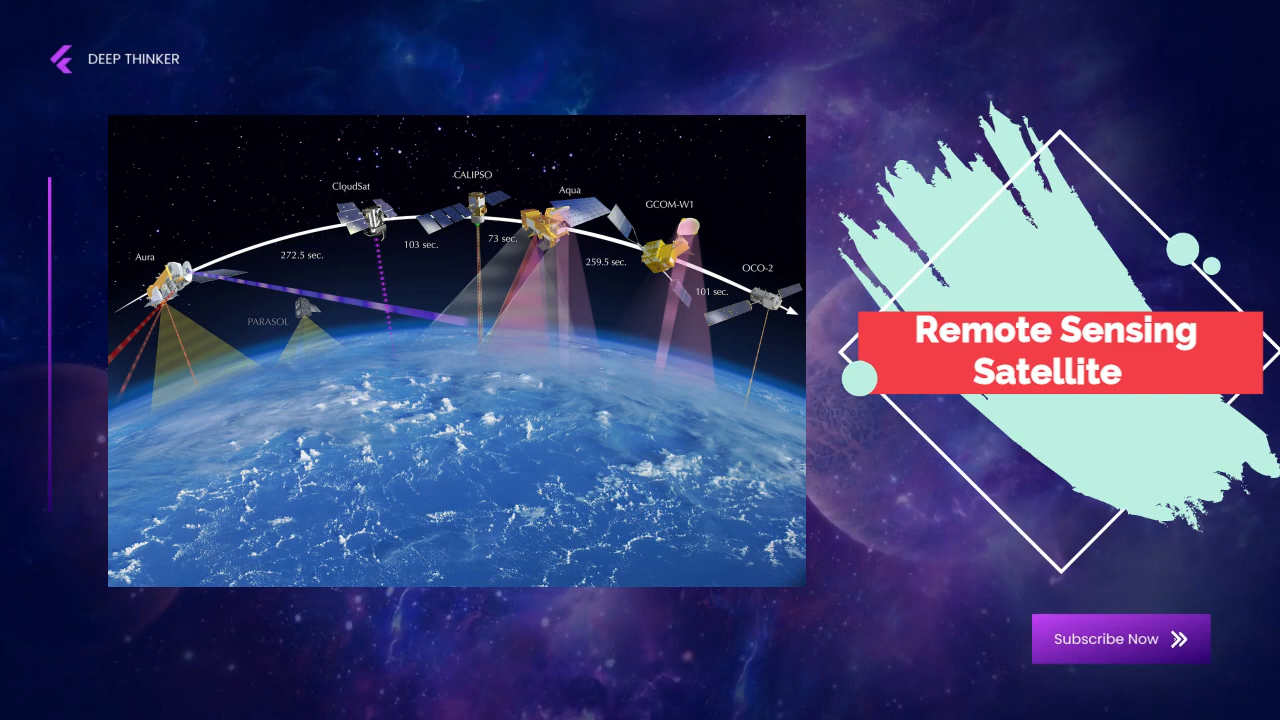 DEEP THINKER
CALIPSO
CloudSat
Aqua
GCOM-W1
73 sec.
103 sec.
272.5 sec.
Aura
259.5 sec.
OCO-2
101 sec.
PARASOL
Remote Sensing
Satellite
Subscribe Now